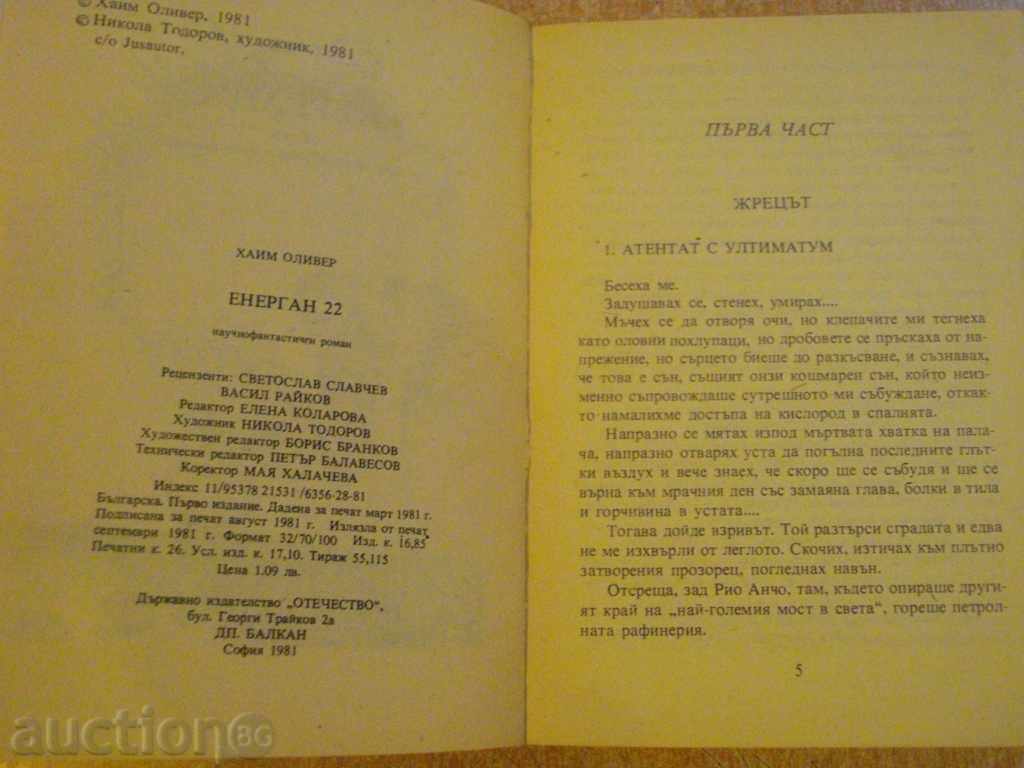 © Хаим Оливер, 1981
© Никола Тодоров, художник, 1981
c/o Jusautor,
ХАИМ ОЛИВЕР
ЕНЕРГАН 22
научнофантастичен роман
Рецензенти: СВЕТОСЛАВ СЛАВЧЕВ
ВАСИЛ РАЙКОВ
Редактор ЕЛЕНА КОЛАРОВА
Художник НИКОЛА ТОДОРОВ
Художествен редактор БОРИС БРАНКОВ
Технически редактор ПЕТЪР БАЛАВЕСОВ
Коректор МАЯ ХАЛАЧЕВА
Индекс 11/95378 21531 /6356-28-81
Българска. Първо издание. Дадена за печат март 1981 г.
Подписана за печат август 1981 г. Излязла от печат
септември 1981 г. Формат 32/70/100 Изд. к. 16,85
Печатни к. 26. Усл. изд. к. 17,10. Тираж 55,115
Цена 1.09 лв.
Държавно издателство „ОТЕЧЕСТВО",
бул. Георги Трайков 2а
ДП. БАЛКАН
София 1981
ПЪРВА ЧАСТ
ЖРЕЦЪТ
1. АТЕНТАТ С УЛТИМАТУМ
Бесеха ме.
Задушавах се, стенех, умирах....
Мъчех се да отворя очи, но клепачите ми тегнеха
като оловни похлупаци, но дробовете се пръскаха от на-
прежение, но сърцето биеше до разкъсване, и съзнавах,
че това е сън, същият онзи кошмарен сън, който неиз-
менно съпровождаше сутрешното ми събуждане, откак-
то намалихме достъпа на кислород в спалнята.
Напразно се мятах изпод мъртвата хватка на пала-
ча, напразно отварях уста да погълна последните глът-
ки въздух и вече знаех, че скоро ще се събудя и ще се
върна към мрачния ден със замаяна глава, болки в тила
и горчивина в устата....
Тогава дойде взривът. Той разтърси сградата и едва
не ме изхвърли от леглото. Скочих, изтичах към плътно
затворения прозорец, погледнах навън.
Отсреща, зад Рио Анчо, там, където опираше други-
ят край на „най-големия мост в света“, гореше петрол-
ната рафинерия.
5
auction BG